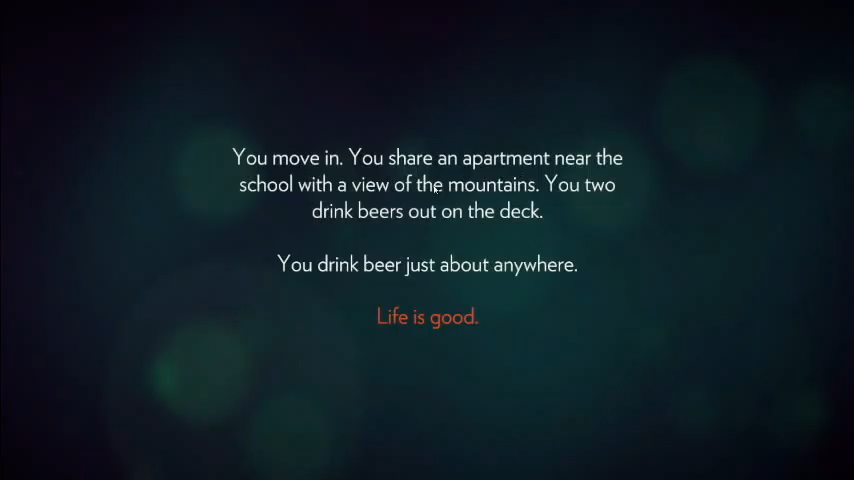 You move in. You share an apartment near the
school with a view of the mountains. You two
drink beers out on the deck.
You drink beer just about anywhere.
Life is good.